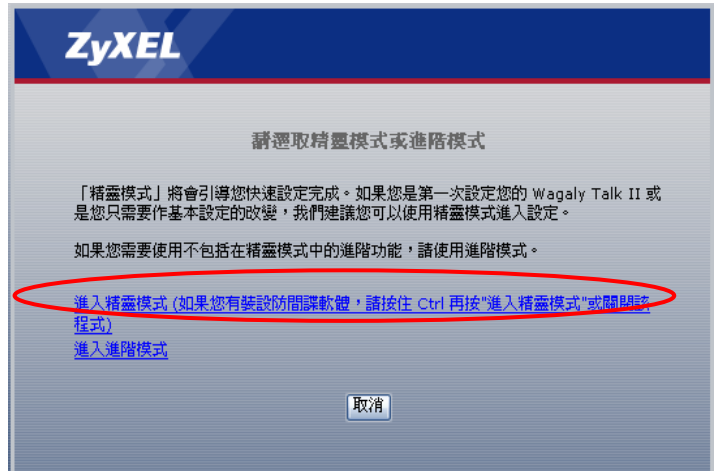 ZyXEL
請選取精靈模式或進階模式
「精靈模式」將會引導您快速設定完成。如果您是第一次設定您的 Wagaly Talk II 或
是您只需要作基本設定的改變，我們建議您可以使用精靈模式進入設定。
如果您需要使用不包括在精靈模式中的進階功能，請使用進階模式。
進入精靈模式 (如果您有裝設防間諜軟體，請按住 Ctrl 再按"進入精靈模式"或關閉該
程式)
進入進階模式
取消